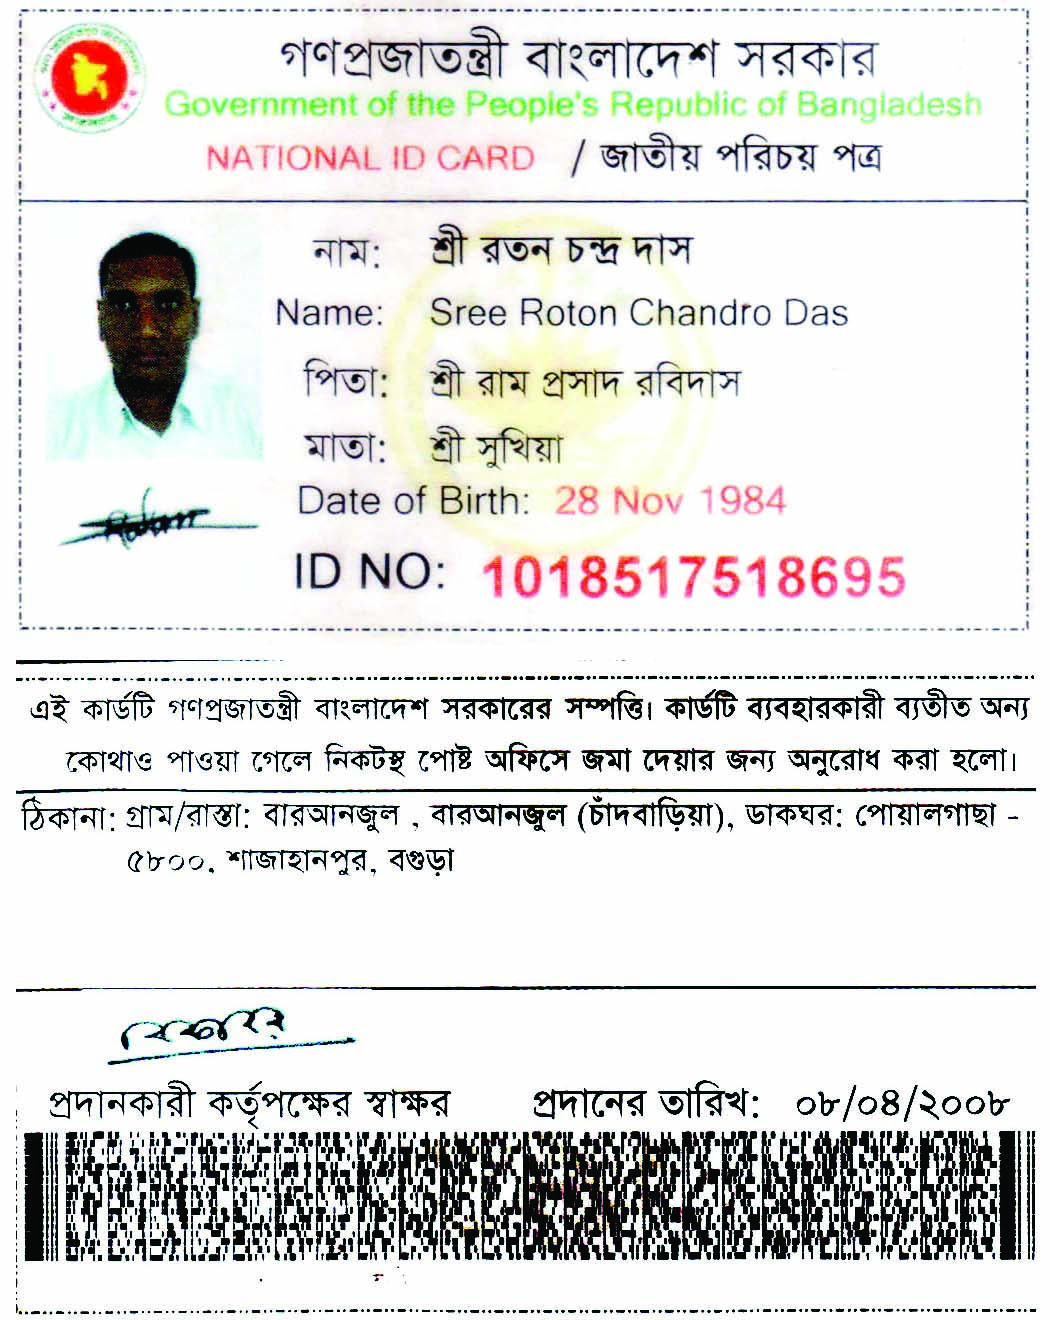 গণপ্রজাতন্ত্রী বাংলাদেশ সরকার
Government of the People's Republic of Bangladesh
NATIONAL ID CARD / জাতীয় পরিচয় পত্র
নাম: শ্রী রতন চন্দ্র দাস
Name: Sree Roton Chandro Das
পিতা: শ্রী রাম প্রসাদ রবিদাস
মাতা: শ্রী সুখিয়া
Date of Birth: 28 Nov 1984
ID NO: 1018517518695
এই কার্ডটি গণপ্রজাতন্ত্রী বাংলাদেশ সরকারের সম্পত্তি। কার্ডটি ব্যবহারকারী ব্যতীত অন্য
কোথাও পাওয়া গেলে নিকটস্থ পোষ্ট অফিসে জমা দেয়ার জন্য অনুরোধ করা হলো।
ঠিকানা: গ্রাম/রাস্তা: বারআনজুল , বারআনজুল (চাঁদবাড়িয়া), ডাকঘর: পোয়ালগাছা -
৫৮০০, শাজাহানপুর, বগুড়া
প্রদানকারী কর্তৃপক্ষের স্বাক্ষর প্রদানের তারিখ: ০৮/০৪/২০০৮